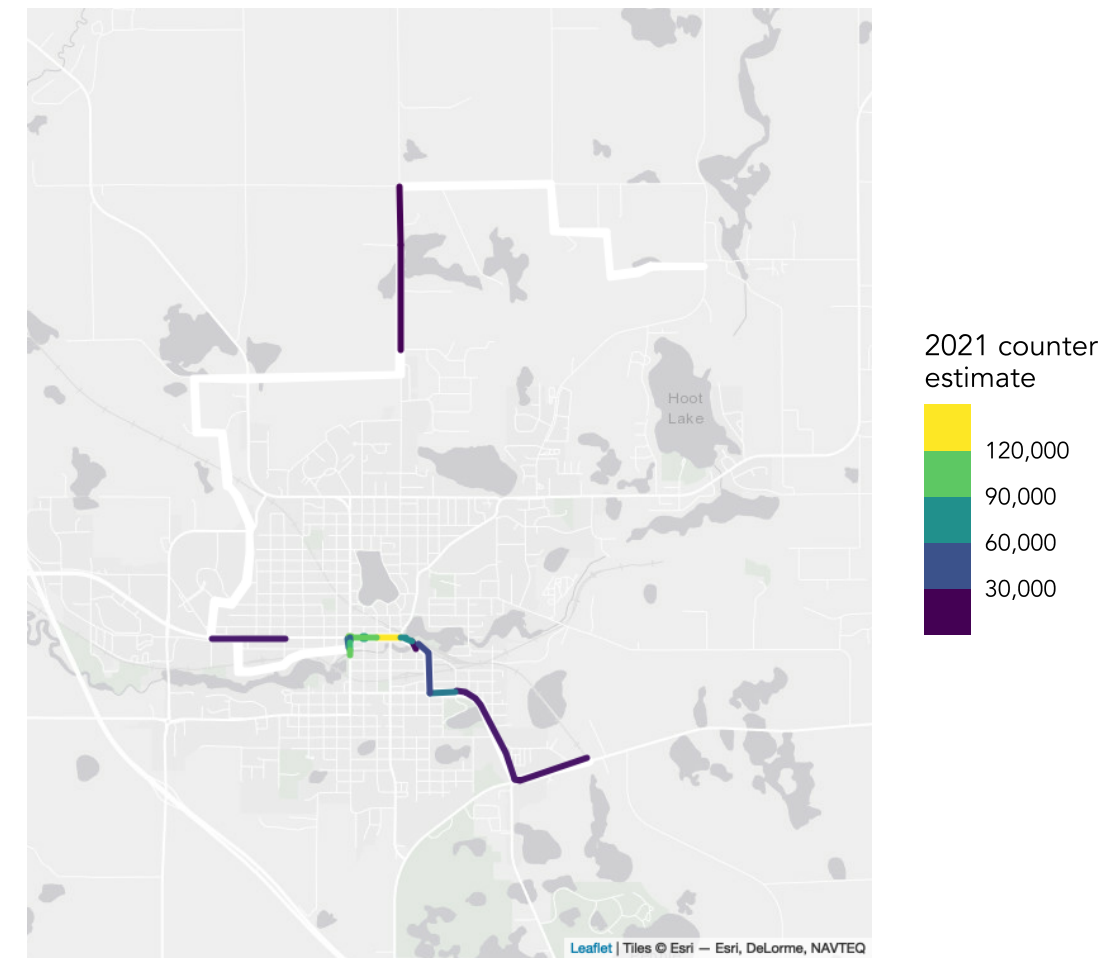 2021 counter
estimate
120,000
90,000
60,000
30,000
Hoot
Lake
Leaflet | Tiles © Esri — Esri, DeLorme, NAVTEQ